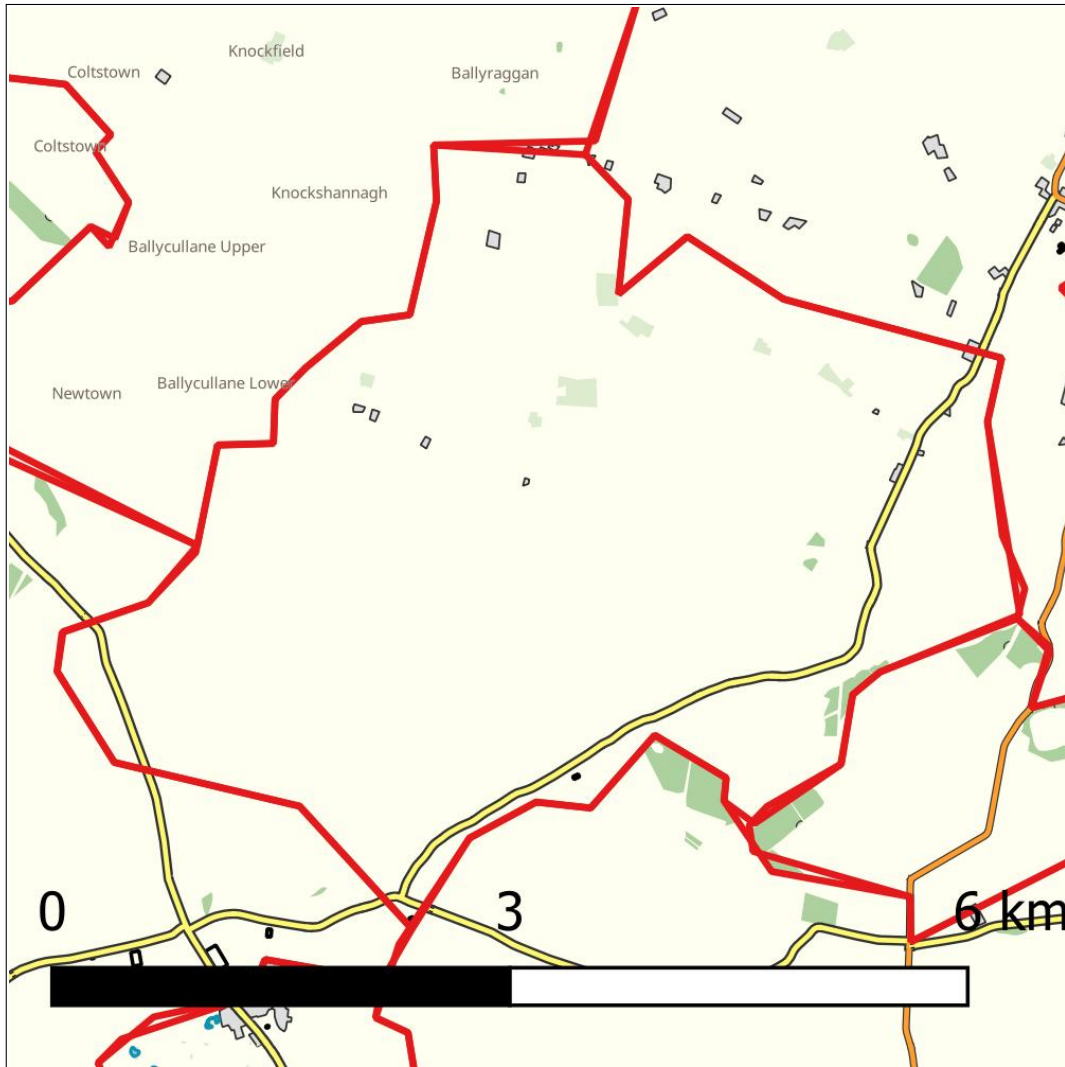 Knockfield
Coltstown
Ballyraggan
Coltstown
Knockshannagh
Ballycullane Upper
Ballycullane Lower
Newtown
0
3
6 km